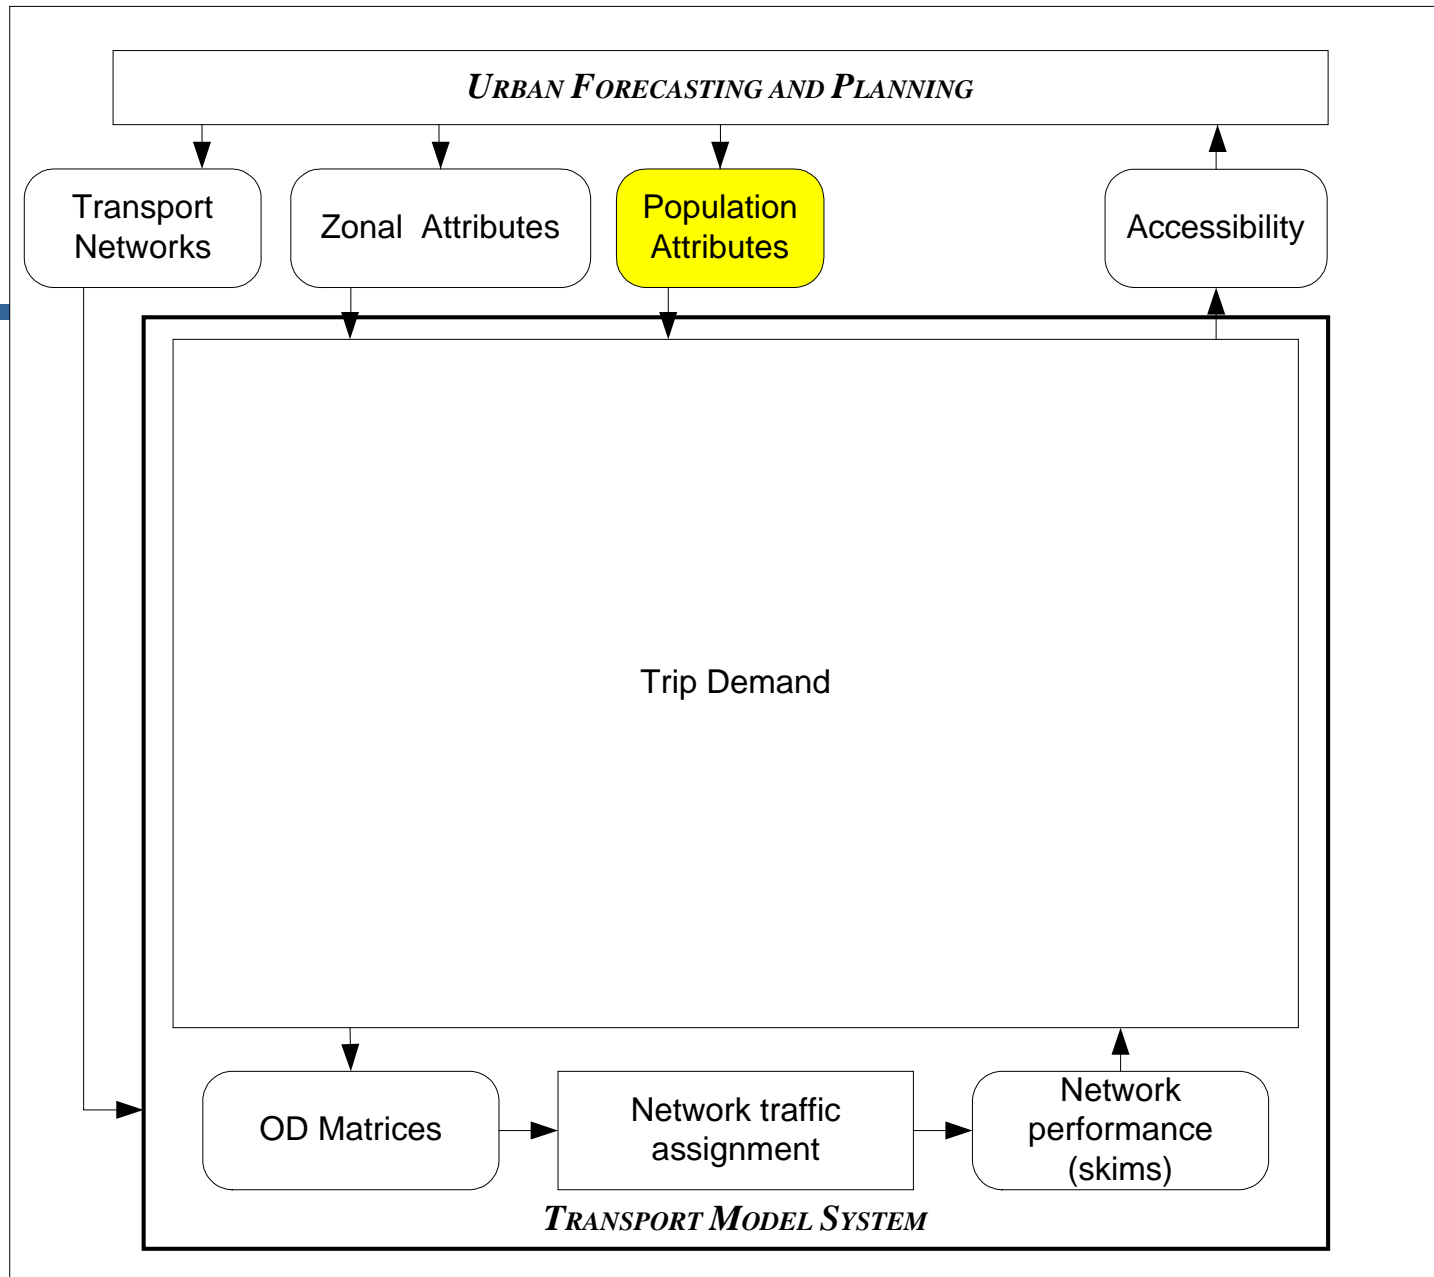 URBAN FORECASTING AND PLANNING
Transport
Networks
Zonal Attributes
Population
Attributes
Accessibility
Trip Demand
OD Matrices
Network traffic
assignment
Network
performance
(skims)
TRANSPORT MODEL SYSTEM